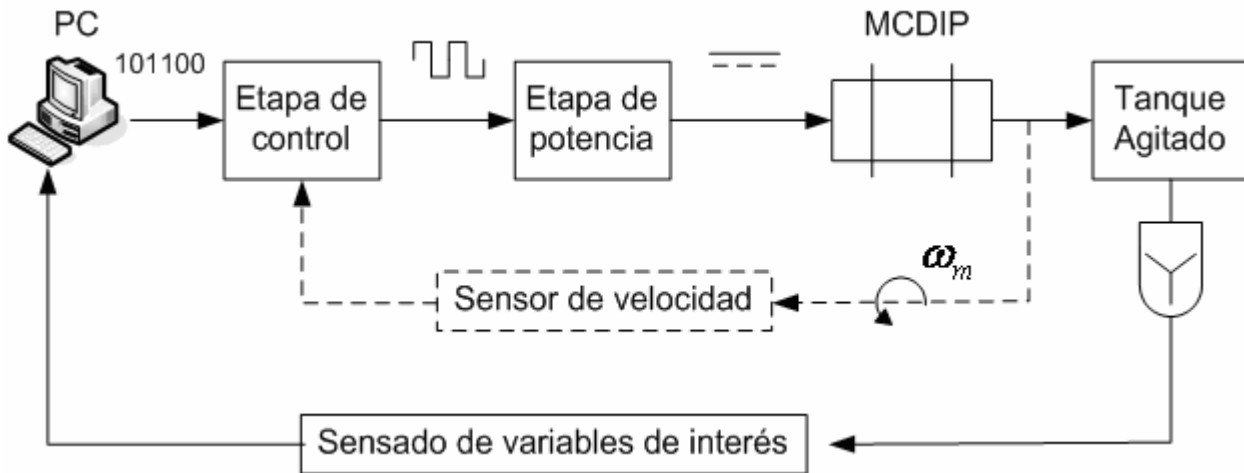 PC
101100
Etapa de
control
Etapa de
potencia
MCDIP
Tanque
Agitado
Sensor de velocidad
ωm
Sensado de variables de interés